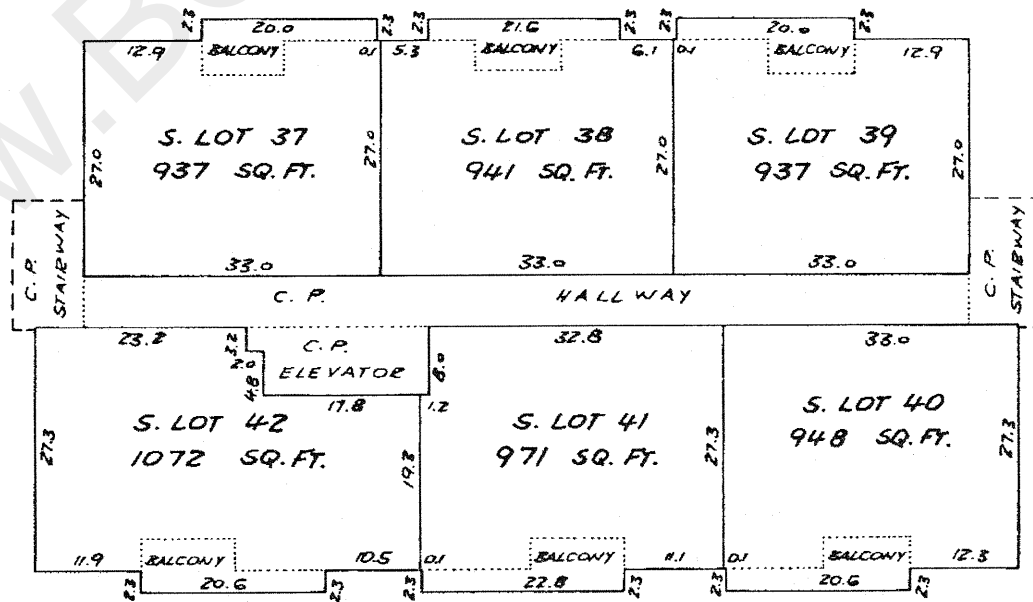 2.3 20.0 2.3 2.3 21.6 2.3 2.3 20.0 2.3
12.9 BALCONY 0.1 5.3 BALCONY 6.1 0.1 BALCONY 12.9
S. LOT 37
937 SQ. FT.
S. LOT 38
941 SQ. FT.
S. LOT 39
937 SQ. FT.
27.0 27.0 27.0 27.0
C. P.
STAIRWAY
33.0 33.0 33.0
C. P.
STAIRWAY
C. P. HALLWAY
23.2 3.2 C. P. 32.8 33.0
4.8 ELEVATOR 8.0
17.8 1.2
S. LOT 42
1072 SQ. FT.
S. LOT 41
971 SQ. FT.
S. LOT 40
948 SQ. FT.
27.3 19.3 27.3 27.3
11.9 BALCONY 10.5 0.1 BALCONY 11.1 0.1 BALCONY 12.3
2.3 20.6 2.3 2.3 22.8 2.3 2.3 20.6 2.3